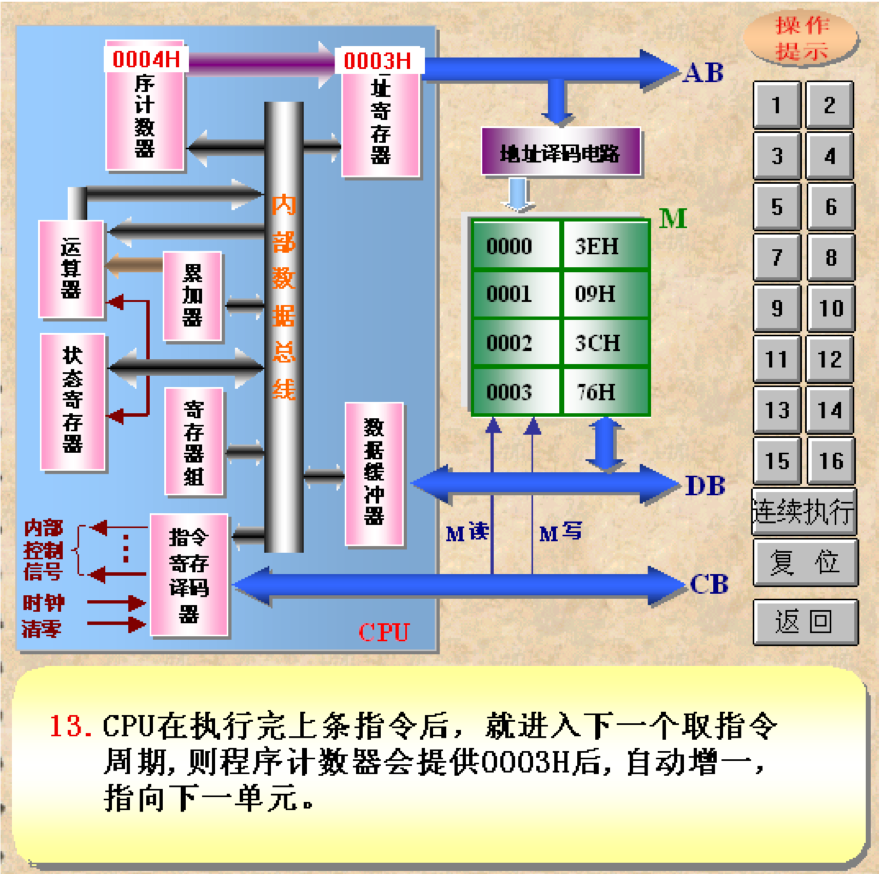 操作
提示
0004H
序计数器
0003H
址寄存器
AB
地址译码电路
M
0000 3EH
0001 09H
0002 3CH
0003 76H
内部数据总线
运算器
累加器
状态寄存器
寄存器组
数据缓冲器
DB
M读
M写
指令
寄存
译码
器
内部
控制
信号
时钟
清零
CB
CPU
1 2
3 4
5 6
7 8
9 10
11 12
13 14
15 16
连续执行
复 位
返 回
13. CPU在执行完上条指令后，就进入下一个取指令
周期,则程序计数器会提供0003H后,自动增一，
指向下一单元。